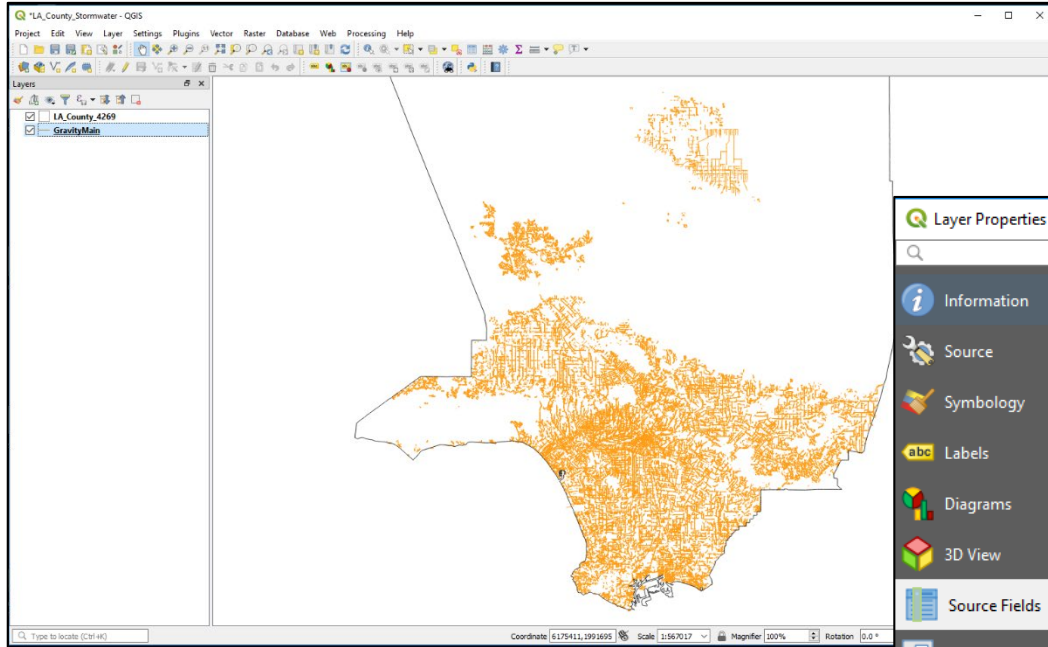 *LA_County_Stormwater - QGIS
Project Edit View Layer Settings Plugins Vector Raster Database Web Processing Help
Layers
LA_County_4269
GravityMain
Type to locate (Ctrl+K)
Coordinate 6175411,1991695 Scale 1:567017 Magnifier 100% Rotation 0.0 °
Layer Properties
Information
Source
Symbology
abc Labels
Diagrams
3D View
Source Fields